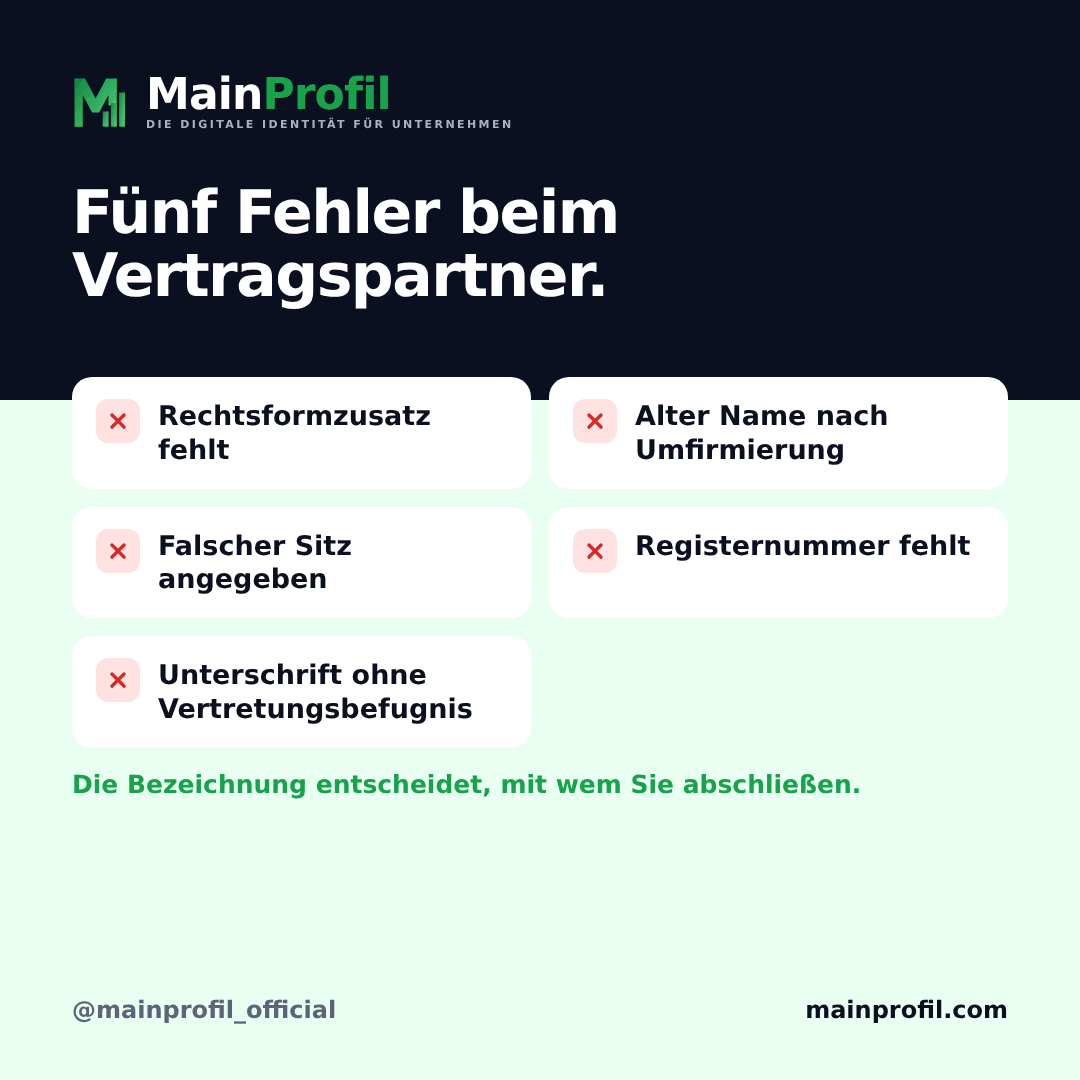 MainProfil
DIE DIGITALE IDENTITÄT FÜR UNTERNEHMEN
Fünf Fehler beim
Vertragspartner.
Rechtsformzusatz
fehlt
Alter Name nach
Umfirmierung
Falscher Sitz
angegeben
Registernummer fehlt
Unterschrift ohne
Vertretungsbefugnis
Die Bezeichnung entscheidet, mit wem Sie abschließen.
@mainprofil_official
mainprofil.com